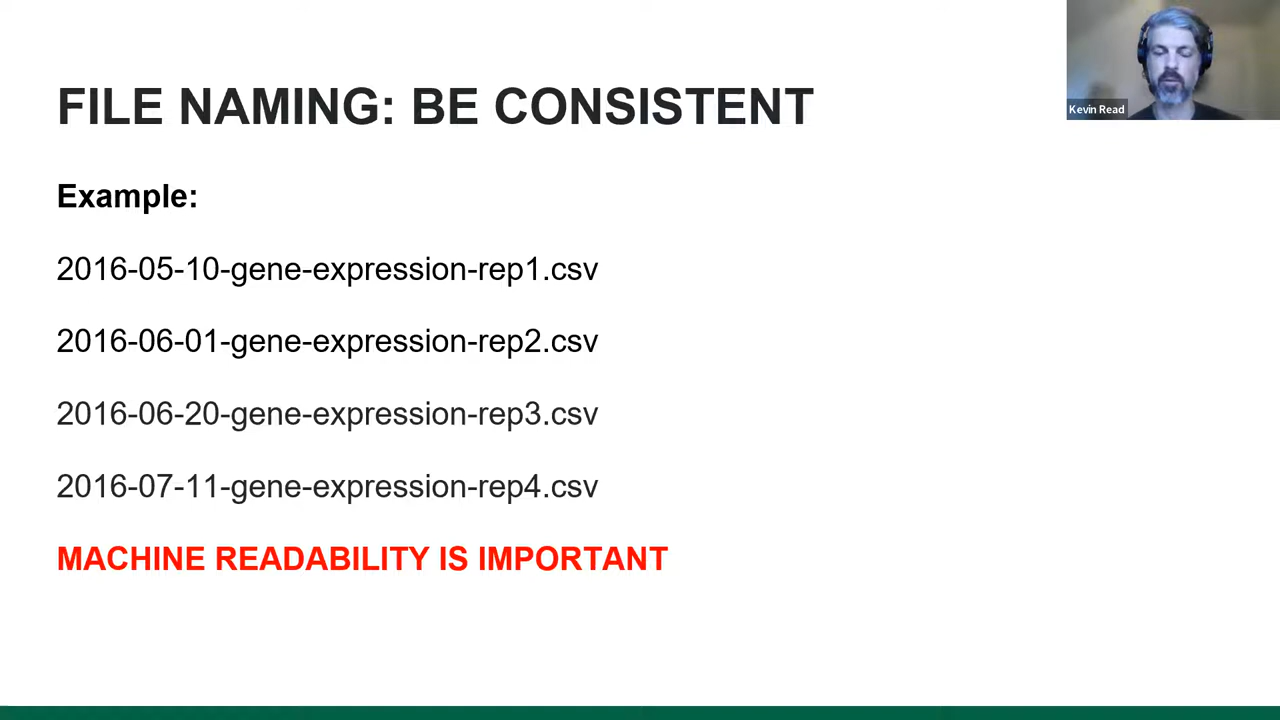 FILE NAMING: BE CONSISTENT
Kevin Read
Example:
2016-05-10-gene-expression-rep1.csv
2016-06-01-gene-expression-rep2.csv
2016-06-20-gene-expression-rep3.csv
2016-07-11-gene-expression-rep4.csv
MACHINE READABILITY IS IMPORTANT